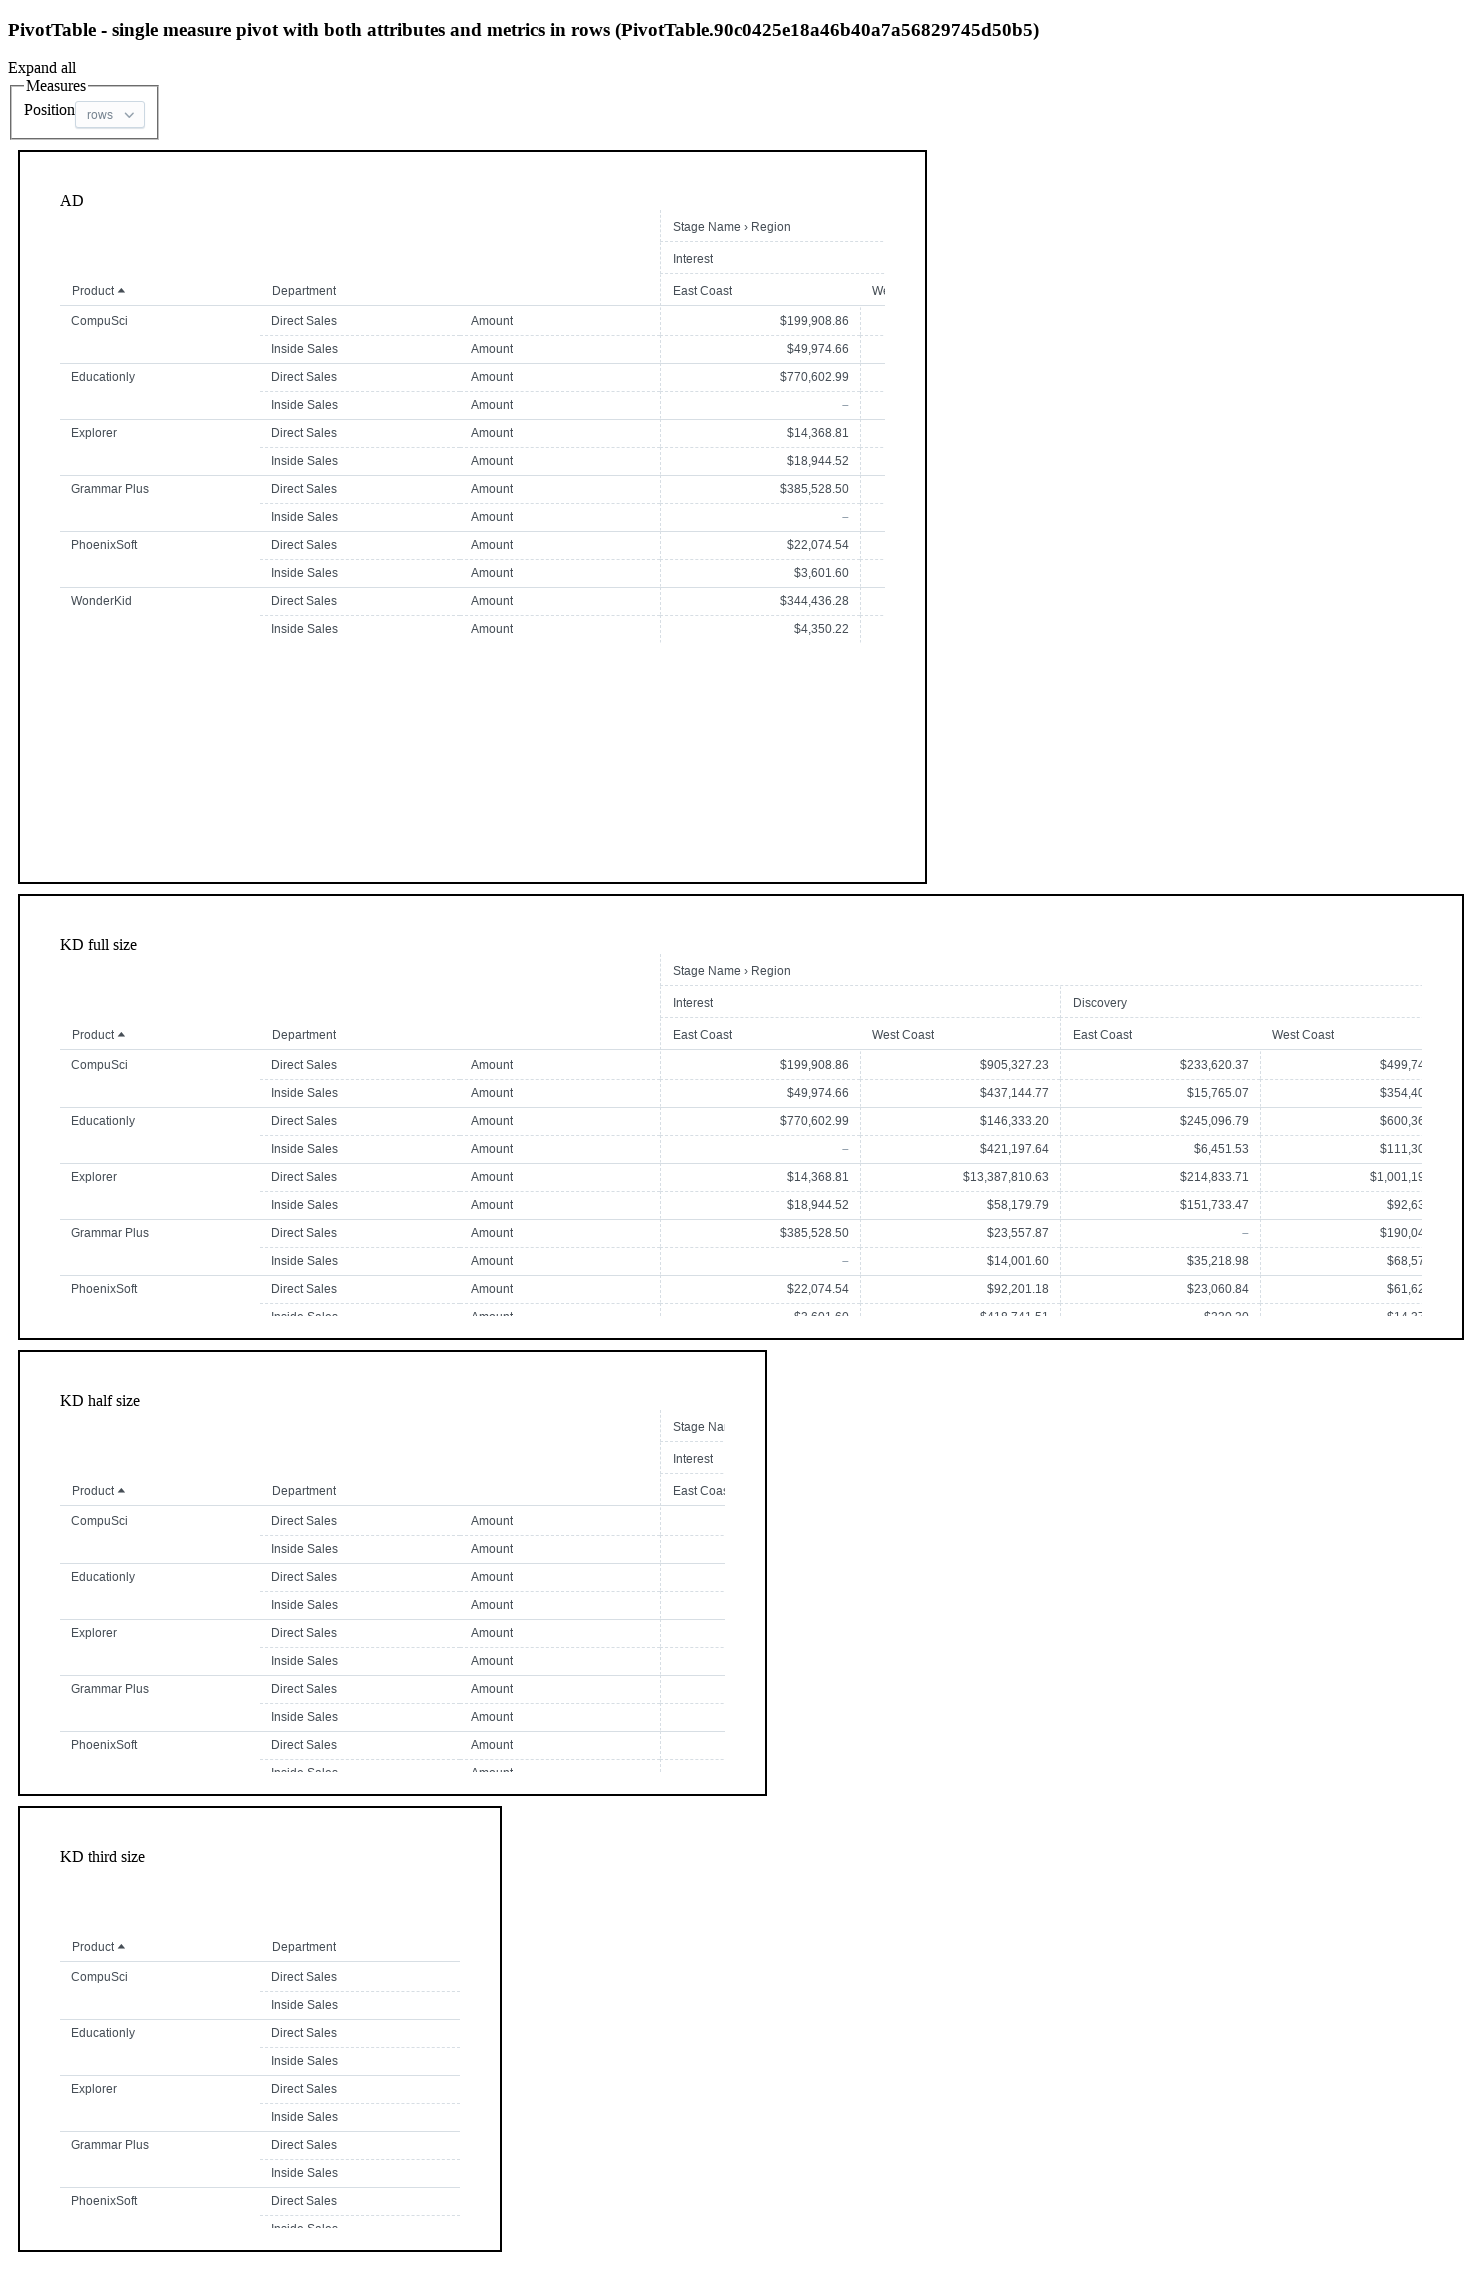 PivotTable - single measure pivot with both attributes and metrics in rows (PivotTable.90c0425e18a46b40a7a56829745d50b5)
Expand all
Measures
Position rows
AD
Stage Name › Region
Interest
Product Department East Coast
CompuSci Direct Sales Amount $199,908.86
Inside Sales Amount $49,974.66
Educationly Direct Sales Amount $770,602.99
Inside Sales Amount –
Explorer Direct Sales Amount $14,368.81
Inside Sales Amount $18,944.52
Grammar Plus Direct Sales Amount $385,528.50
Inside Sales Amount –
PhoenixSoft Direct Sales Amount $22,074.54
Inside Sales Amount $3,601.60
WonderKid Direct Sales Amount $344,436.28
Inside Sales Amount $4,350.22
KD full size
Stage Name › Region
Interest Discovery
Product Department East Coast West Coast East Coast West Coast
CompuSci Direct Sales Amount $199,908.86 $905,327.23 $233,620.37 $499,74
Inside Sales Amount $49,974.66 $437,144.77 $15,765.07 $354,40
Educationly Direct Sales Amount $770,602.99 $146,333.20 $245,096.79 $600,36
Inside Sales Amount – $421,197.64 $6,451.53 $111,30
Explorer Direct Sales Amount $14,368.81 $13,387,810.63 $214,833.71 $1,001,19
Inside Sales Amount $18,944.52 $58,179.79 $151,733.47 $92,63
Grammar Plus Direct Sales Amount $385,528.50 $23,557.87 – $190,04
Inside Sales Amount – $14,001.60 $35,218.98 $68,57
PhoenixSoft Direct Sales Amount $22,074.54 $92,201.18 $23,060.84 $61,62
Inside Sales Amount
KD half size
Stage Na
Interest
Product Department East Coas
CompuSci Direct Sales Amount
Inside Sales Amount
Educationly Direct Sales Amount
Inside Sales Amount
Explorer Direct Sales Amount
Inside Sales Amount
Grammar Plus Direct Sales Amount
Inside Sales Amount
PhoenixSoft Direct Sales Amount
Inside Sales Amount
KD third size
Product Department
CompuSci Direct Sales
Inside Sales
Educationly Direct Sales
Inside Sales
Explorer Direct Sales
Inside Sales
Grammar Plus Direct Sales
Inside Sales
PhoenixSoft Direct Sales
Inside Sales